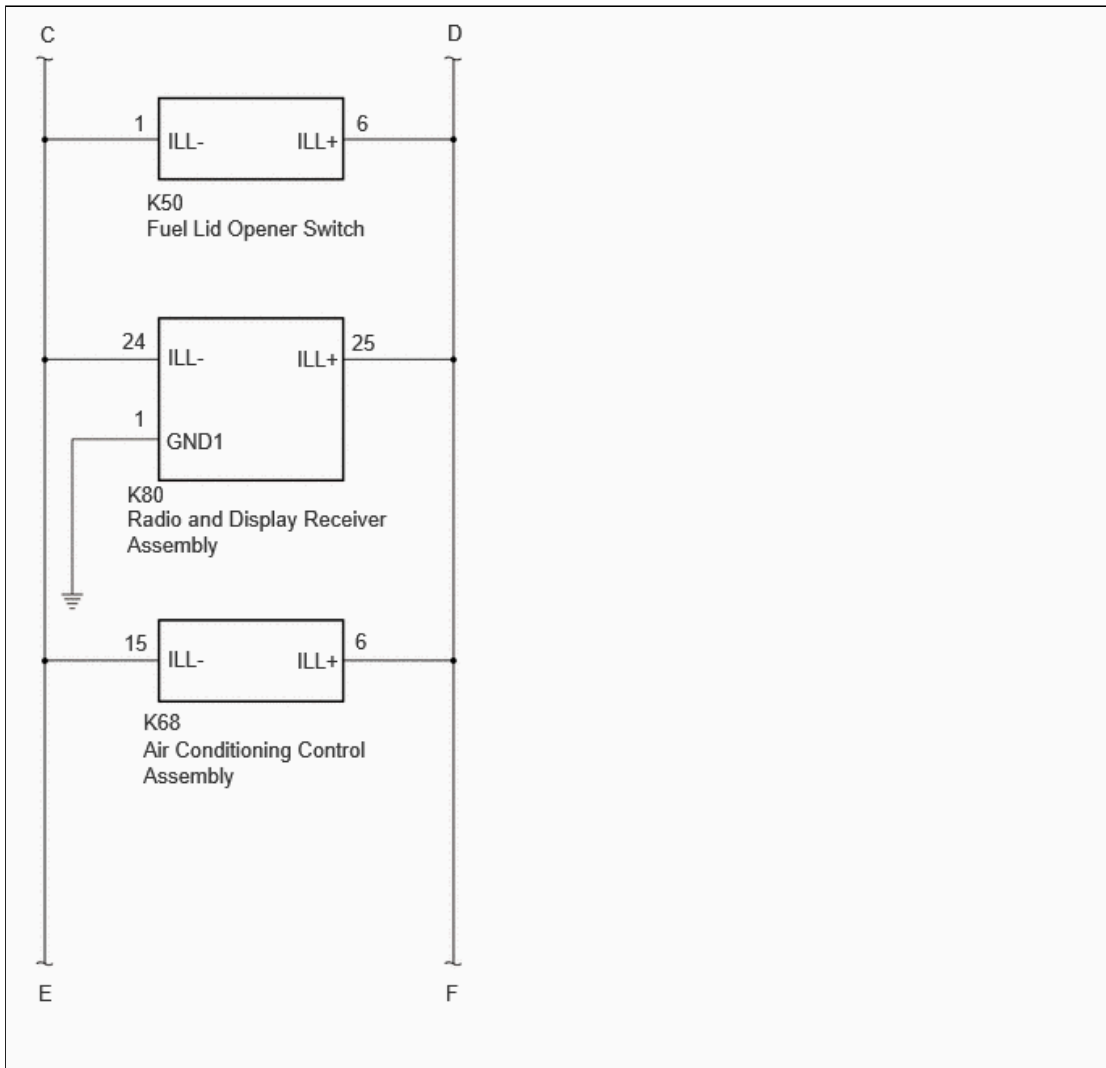 C
D
1
ILL-
ILL+
6
K50
Fuel Lid Opener Switch
24
ILL-
ILL+
25
1
GND1
K80
Radio and Display Receiver
Assembly
15
ILL-
ILL+
6
K68
Air Conditioning Control
Assembly
E
F